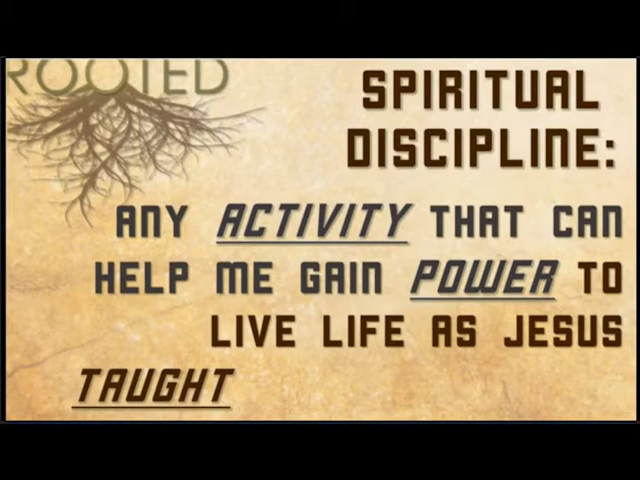 ROOTED
SPIRITUAL
DISCIPLINE:
ANY ACTIVITY THAT CAN
HELP ME GAIN POWER TO
LIVE LIFE AS JESUS
TAUGHT